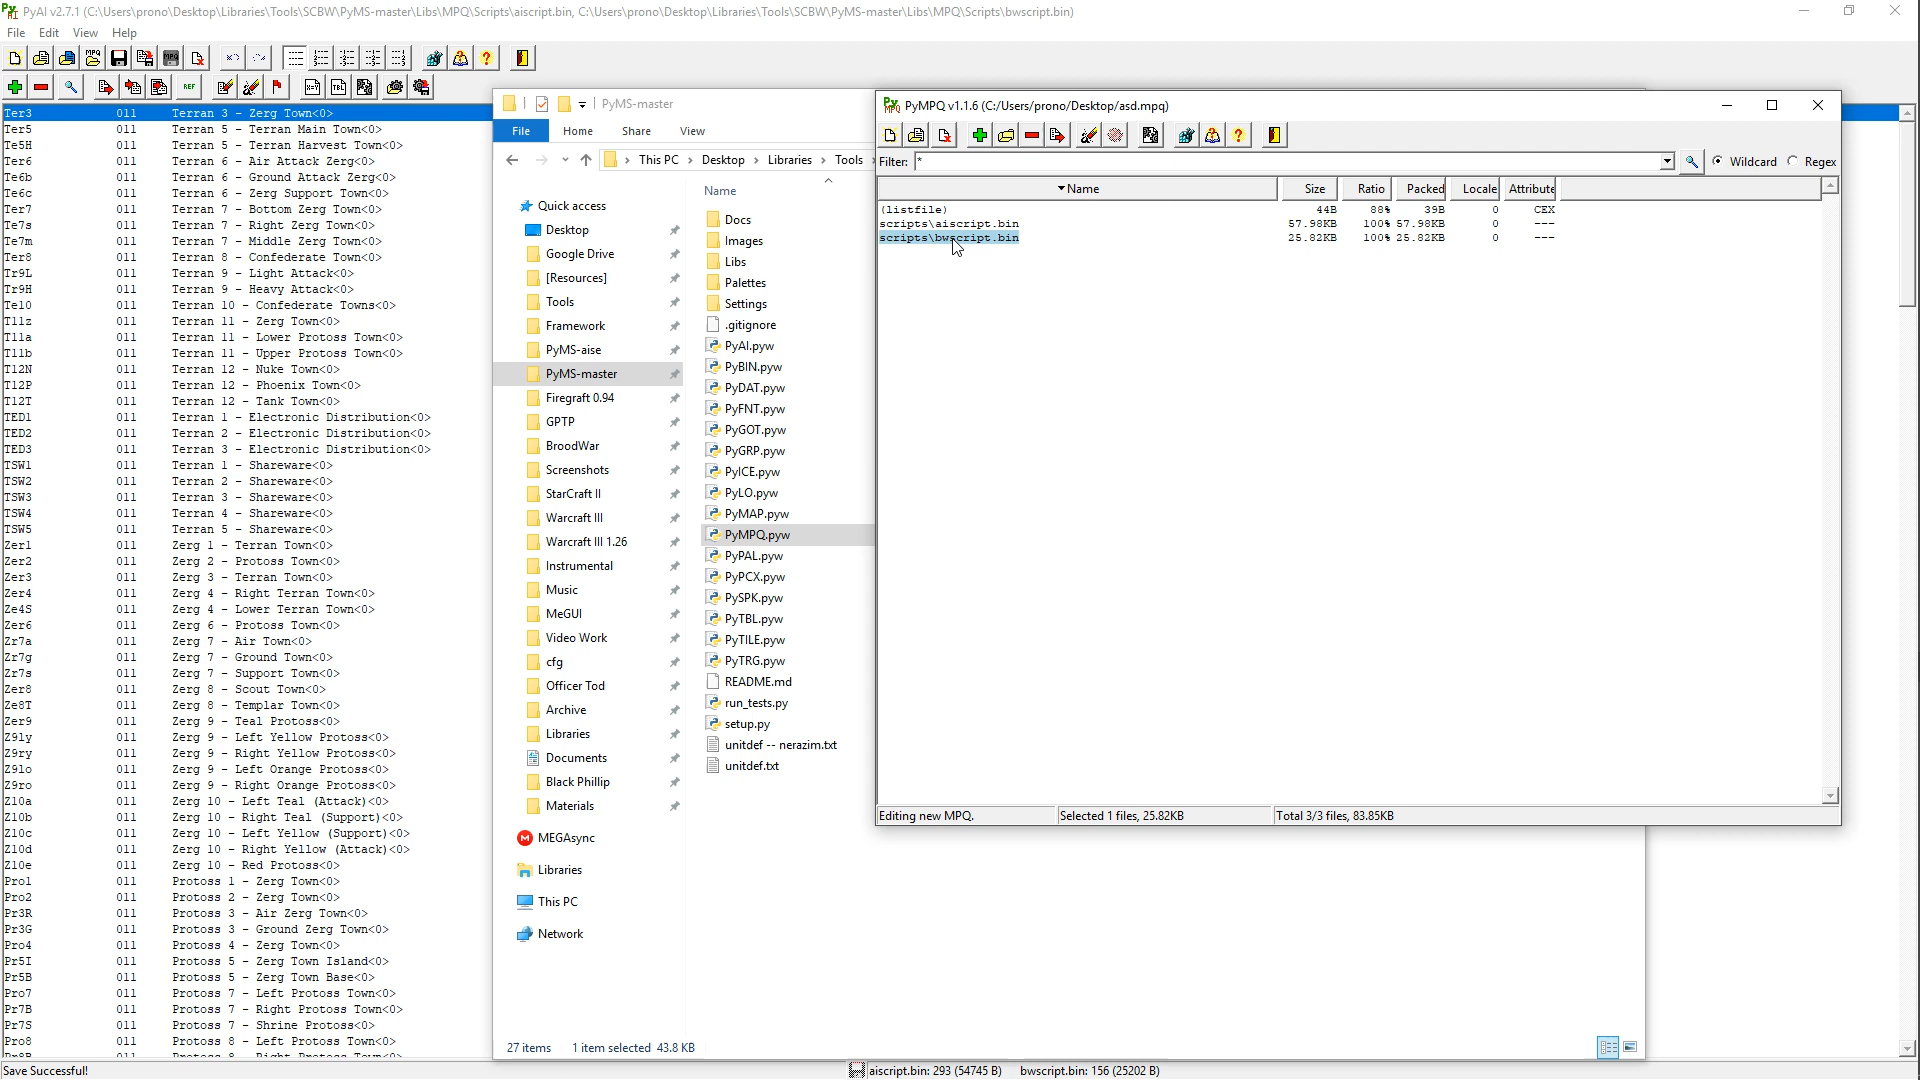 PyAI v2.7.1 (C:\Users\prono\Desktop\Libraries\Tools\SCBW\PyMS-master\Libs\MPQ\Scripts\aiscript.bin, C:\Users\prono\Desktop\Libraries\Tools\SCBW\PyMS-master\Libs\MPQ\Scripts\bwscript.bin)
File Edit View Help
Ter3 011 Terran 3 - Zerg Town<0>
Ter5 011 Terran 5 - Terran Main Town<0>
Te5H 011 Terran 5 - Terran Harvest Town<0>
Ter6 011 Terran 6 - Air Attack Zerg<0>
Te6b 011 Terran 6 - Ground Attack Zerg<0>
Te6c 011 Terran 6 - Zerg Support Town<0>
Ter7 011 Terran 7 - Bottom Zerg Town<0>
Te7s 011 Terran 7 - Right Zerg Town<0>
Te7m 011 Terran 7 - Middle Zerg Town<0>
Ter8 011 Terran 8 - Confederate Town<0>
Tr9L 011 Terran 9 - Light Attack<0>
Tr9H 011 Terran 9 - Heavy Attack<0>
Te10 011 Terran 10 - Confederate Towns<0>
T11z 011 Terran 11 - Zerg Town<0>
T11a 011 Terran 11 - Lower Protoss Town<0>
T11b 011 Terran 11 - Upper Protoss Town<0>
T12N 011 Terran 12 - Nuke Town<0>
T12P 011 Terran 12 - Phoenix Town<0>
T12T 011 Terran 12 - Tank Town<0>
TED1 011 Terran 1 - Electronic Distribution<0>
TED2 011 Terran 2 - Electronic Distribution<0>
TED3 011 Terran 3 - Electronic Distribution<0>
TSW1 011 Terran 1 - Shareware<0>
TSW2 011 Terran 2 - Shareware<0>
TSW3 011 Terran 3 - Shareware<0>
TSW4 011 Terran 4 - Shareware<0>
TSW5 011 Terran 5 - Shareware<0>
Zer1 011 Zerg 1 - Terran Town<0>
Zer2 011 Zerg 2 - Protoss Town<0>
Zer3 011 Zerg 3 - Terran Town<0>
Zer4 011 Zerg 4 - Right Terran Town<0>
Ze4S 011 Zerg 4 - Lower Terran Town<0>
Zer6 011 Zerg 6 - Protoss Town<0>
Zr7a 011 Zerg 7 - Air Town<0>
Zr7g 011 Zerg 7 - Ground Town<0>
Zr7s 011 Zerg 7 - Support Town<0>
Zer8 011 Zerg 8 - Scout Town<0>
Ze8T 011 Zerg 8 - Templar Town<0>
Zer9 011 Zerg 9 - Teal Protoss<0>
Z9ly 011 Zerg 9 - Left Yellow Protoss<0>
Z9ry 011 Zerg 9 - Right Yellow Protoss<0>
Z9lo 011 Zerg 9 - Left Orange Protoss<0>
Z9ro 011 Zerg 9 - Right Orange Protoss<0>
Z10a 011 Zerg 10 - Left Teal (Attack)<0>
Z10b 011 Zerg 10 - Right Teal (Support)<0>
Z10c 011 Zerg 10 - Left Yellow (Support)<0>
Z10d 011 Zerg 10 - Right Yellow (Attack)<0>
Z10e 011 Zerg 10 - Red Protoss<0>
Pro1 011 Protoss 1 - Zerg Town<0>
Pro2 011 Protoss 2 - Zerg Town<0>
Pr3R 011 Protoss 3 - Air Zerg Town<0>
Pr3G 011 Protoss 3 - Ground Zerg Town<0>
Pro4 011 Protoss 4 - Zerg Town<0>
Pr5I 011 Protoss 5 - Zerg Town Island<0>
Pr5B 011 Protoss 5 - Zerg Town Base<0>
Pro7 011 Protoss 7 - Left Protoss Town<0>
Pr7B 011 Protoss 7 - Right Protoss Town<0>
Pr7S 011 Protoss 7 - Shrine Protoss<0>
Pro8 011 Protoss 8 - Left Protoss Town<0>
Save Successful!
aiscript.bin: 293 (54745 B) bwscript.bin: 156 (25202 B)
PyMS-master
File Home Share View
This PC Desktop Libraries Tools
Quick access
Desktop
Google Drive
[Resources]
Tools
Framework
PyMS-aise
PyMS-master
Firegraft 0.94
GPTP
BroodWar
Screenshots
StarCraft II
Warcraft III
Warcraft III 1.26
Instrumental
Music
MeGUI
Video Work
cfg
Officer Tod
Archive
Libraries
Documents
Black Phillip
Materials
MEGAsync
Libraries
This PC
Network
Name
Docs
Images
Libs
Palettes
Settings
.gitignore
PyAI.pyw
PyBIN.pyw
PyDAT.pyw
PyFNT.pyw
PyGOT.pyw
PyGRP.pyw
PyICE.pyw
PyLO.pyw
PyMAP.pyw
PyMPQ.pyw
PyPAL.pyw
PyPCX.pyw
PySPK.pyw
PyTBL.pyw
PyTILE.pyw
PyTRG.pyw
README.md
run_tests.py
setup.py
unitdef -- nerazim.txt
unitdef.txt
27 items 1 item selected 43.8 KB
PyMPQ v1.1.6 (C:/Users/prono/Desktop/asd.mpq)
Filter: * Wildcard Regex
Name Size Ratio Packed Locale Attribute
(listfile) 44B 88% 39B 0 CEX
scripts\aiscript.bin 57.98KB 100% 57.98KB 0 ---
scripts\bwscript.bin 25.82KB 100% 25.82KB 0 ---
Editing new MPQ. Selected 1 files, 25.82KB Total 3/3 files, 83.85KB